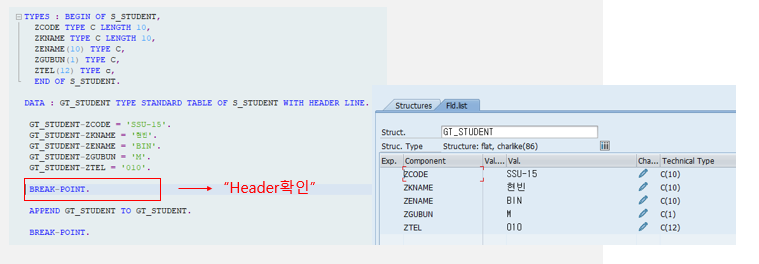 TYPES : BEGIN OF S_STUDENT,
ZCODE TYPE C LENGTH 10,
ZKNAME TYPE C LENGTH 10,
ZENAME(10) TYPE C,
ZGUBUN(1) TYPE C,
ZTEL(12) TYPE c,
END OF S_STUDENT.
DATA : GT_STUDENT TYPE STANDARD TABLE OF S_STUDENT WITH HEADER LINE.
GT_STUDENT-ZCODE = 'SSU-15'.
GT_STUDENT-ZKNAME = '현빈'.
GT_STUDENT-ZENAME = 'BIN'.
GT_STUDENT-ZGUBUN = 'M'.
GT_STUDENT-ZTEL = '010'.
BREAK-POINT.
"Header확인"
APPEND GT_STUDENT TO GT_STUDENT.
BREAK-POINT.
Structures Fld.list
Struct. GT_STUDENT
Struc. Type Structure: flat, charlike(86)
Exp. Component Val.... Val. Cha... Technical Type
ZCODE SSU-15 C(10)
ZKNAME 현빈 C(10)
ZENAME BIN C(10)
ZGUBUN M C(1)
ZTEL 010 C(12)